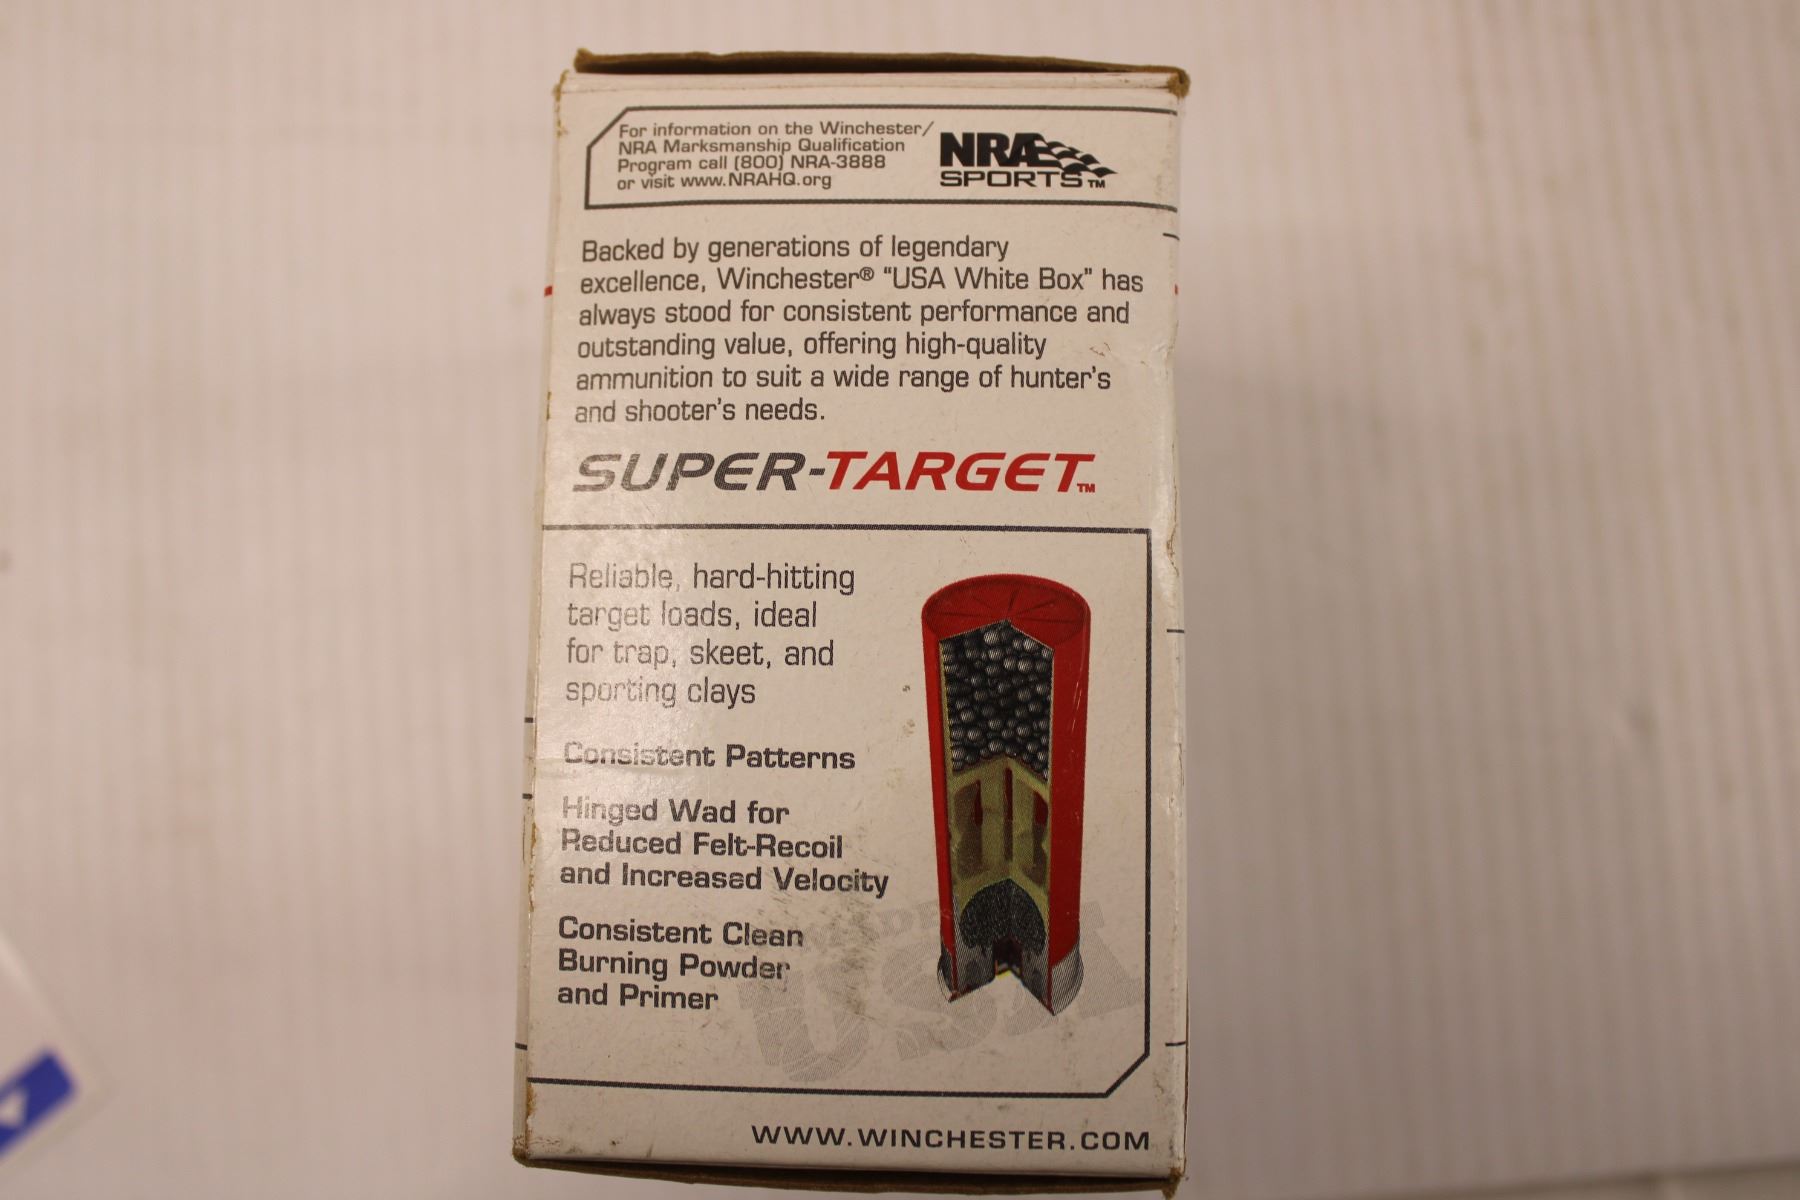 For information on the Winchester/
NRA Marksmanship Qualification
Program call (800) NRA-3888
or visit www.NRAHQ.org
NRA
SPORTS™
Backed by generations of legendary
excellence, Winchester® “USA White Box” has
always stood for consistent performance and
outstanding value, offering high-quality
ammunition to suit a wide range of hunter's
and shooter's needs.
SUPER-TARGET™
Reliable, hard-hitting
target loads, ideal
for trap, skeet, and
sporting clays
Consistent Patterns
Hinged Wad for
Reduced Felt-Recoil
and Increased Velocity
Consistent Clean
Burning Powder
and Primer
USA
WWW.WINCHESTER.COM